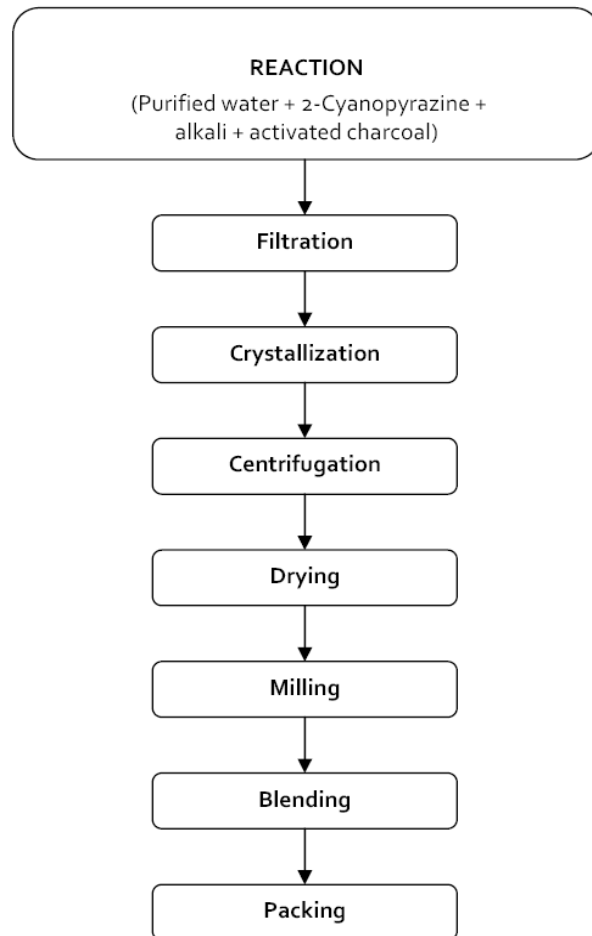 REACTION
(Purified water + 2-Cyanopyrazine +
alkali + activated charcoal)
Filtration
Crystallization
Centrifugation
Drying
Milling
Blending
Packing